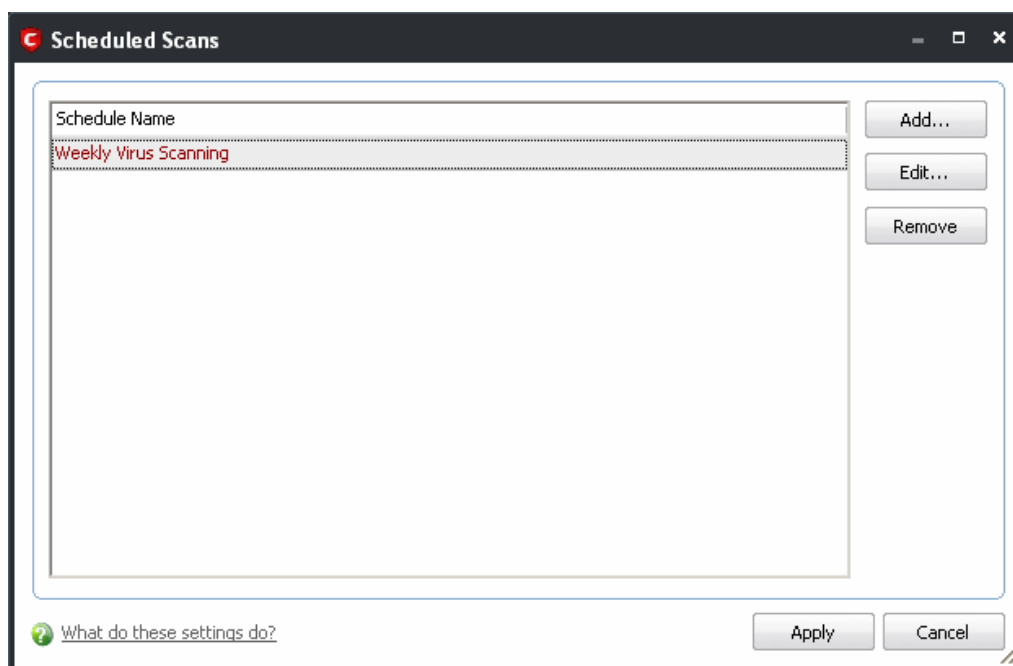 Scheduled Scans
Schedule Name
Weekly Virus Scanning
Add...
Edit...
Remove
What do these settings do?
Apply
Cancel